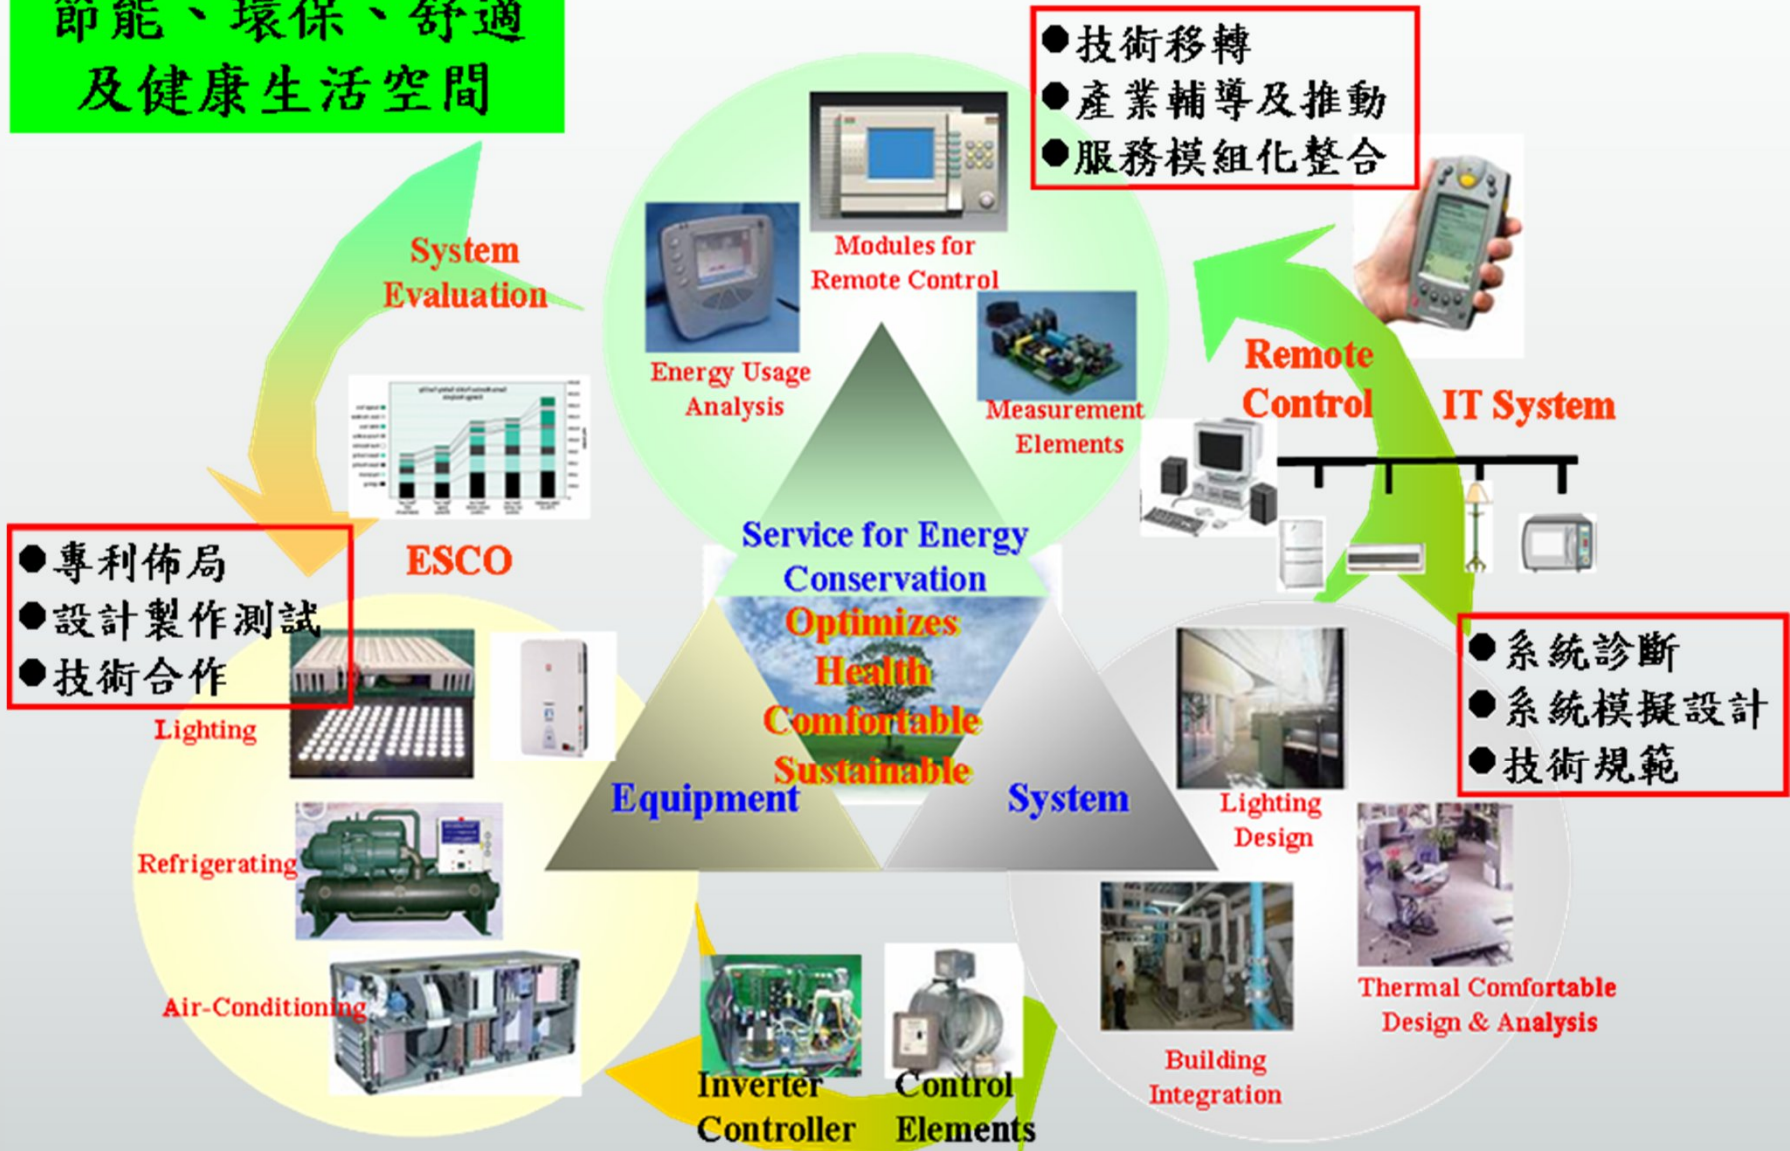 節能、環保、舒適
及健康生活空間
●技術移轉
●產業輔導及推動
●服務模組化整合
Modules for
Remote Control
Energy Usage
Analysis
Measurement
Elements
System
Evaluation
Remote
Control
IT System
ESCO
Service for Energy
Conservation
Optimizes
Health
Comfortable
Sustainable
Equipment
System
●專利佈局
●設計製作測試
●技術合作
Lighting
Refrigerating
Air-Conditioning
●系統診斷
●系統模擬設計
●技術規範
Lighting
Design
Thermal Comfortable
Design & Analysis
Building
Integration
Inverter
Controller
Control
Elements